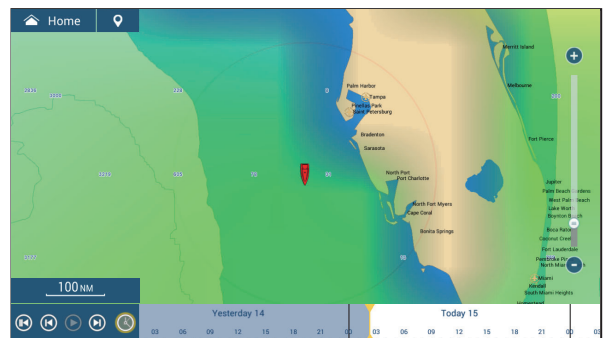 Home
Merritt Island
Palm Harbor
Melbourne
Tampa
Pinellas Park
Saint Petersburg
Bradenton
Fort Pierce
Sarasota
North Port
Port Charlotte
Jupiter
Palm Beach Gardens
West Palm Beach
North Fort Myers
Lake Worth
Cape Coral
Boynton Beach
Bonita Springs
Boca Raton
Coconut Creek
Fort Lauderdale
Pembroke Pines
North Miami
Miami
Kendall
South Miami Heights
Homestead
100 NM
Yesterday 14
Today 15
03 06 09 12 15 18 21 00 03 06 09 12 15 18 21 00 03